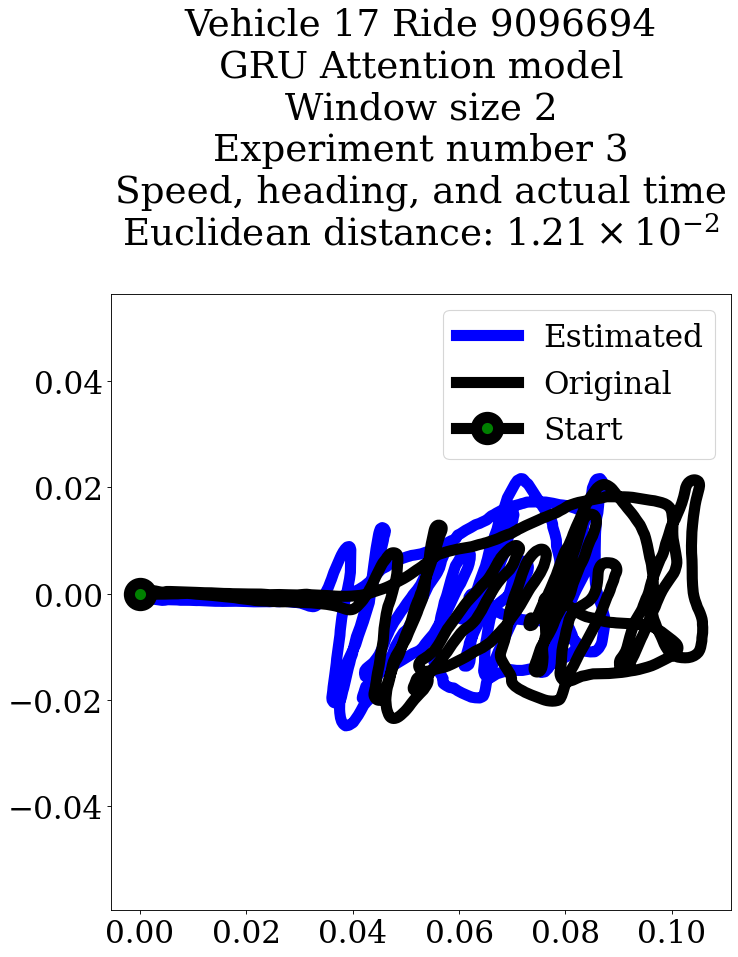 Vehicle 17 Ride 9096694
GRU Attention model
Window size 2
Experiment number 3
Speed, heading, and actual time
Euclidean distance: 1.21 × 10⁻²
Estimated
Original
Start
0.04
0.02
0.00
−0.02
−0.04
0.00 0.02 0.04 0.06 0.08 0.10